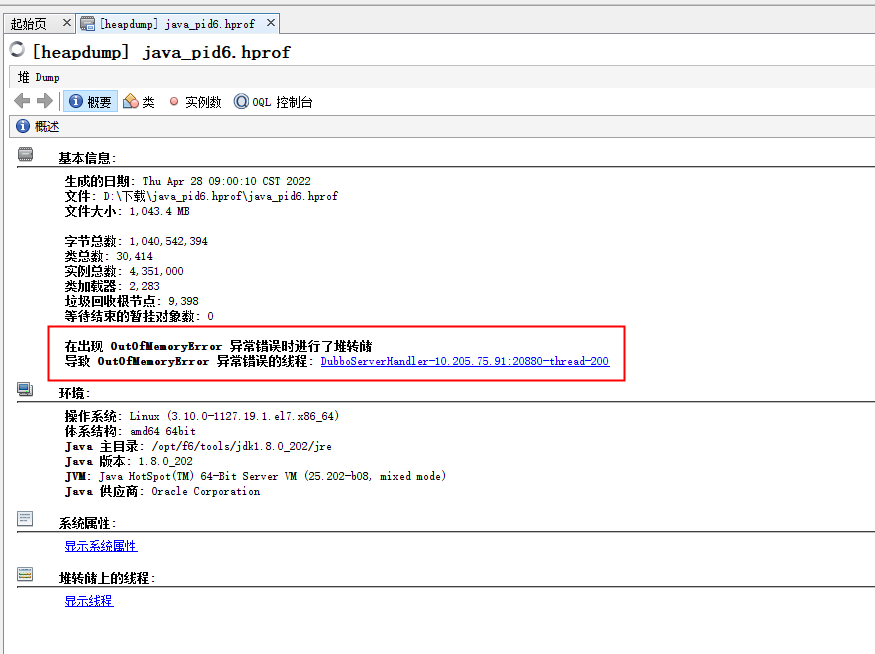 起始页
[heapdump] java_pid6.hprof
[heapdump] java_pid6.hprof
堆 Dump
概要 类 实例数 OQL 控制台
概述
基本信息:
生成的日期: Thu Apr 28 09:00:10 CST 2022
文件: D:\下载\java_pid6.hprof\java_pid6.hprof
文件大小: 1,043.4 MB
字节总数: 1,040,542,394
类总数: 30,414
实例总数: 4,351,000
类加载器: 2,283
垃圾回收根节点: 9,398
等待结束的暂挂对象数: 0
在出现 OutOfMemoryError 异常错误时进行了堆转储
导致 OutOfMemoryError 异常错误的线程: DubboServerHandler-10.205.75.91:20880-thread-200
环境:
操作系统: Linux (3.10.0-1127.19.1.el7.x86_64)
体系结构: amd64 64bit
Java 主目录: /opt/f6/tools/jdk1.8.0_202/jre
Java 版本: 1.8.0_202
JVM: Java HotSpot(TM) 64-Bit Server VM (25.202-b08, mixed mode)
Java 供应商: Oracle Corporation
系统属性:
显示系统属性
堆转储上的线程:
显示线程